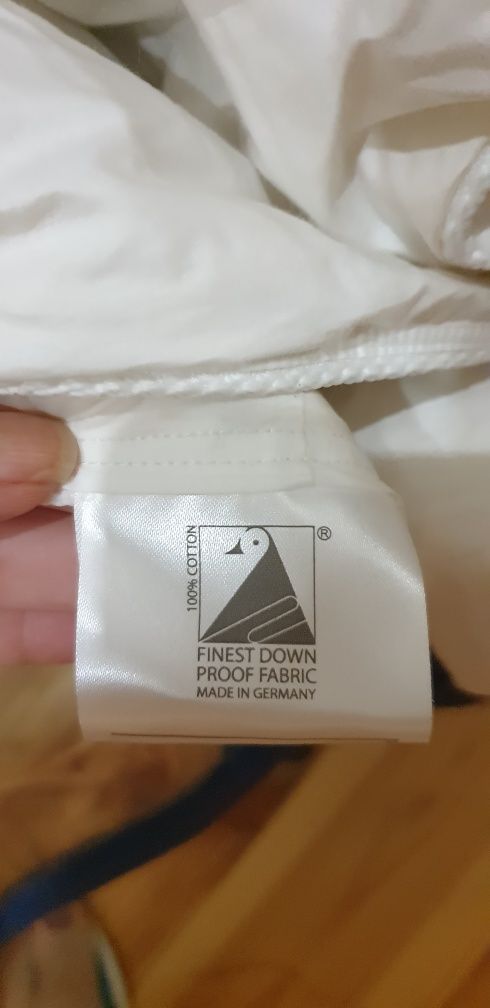 100% COTTON
®
FINEST DOWN
PROOF FABRIC
MADE IN GERMANY